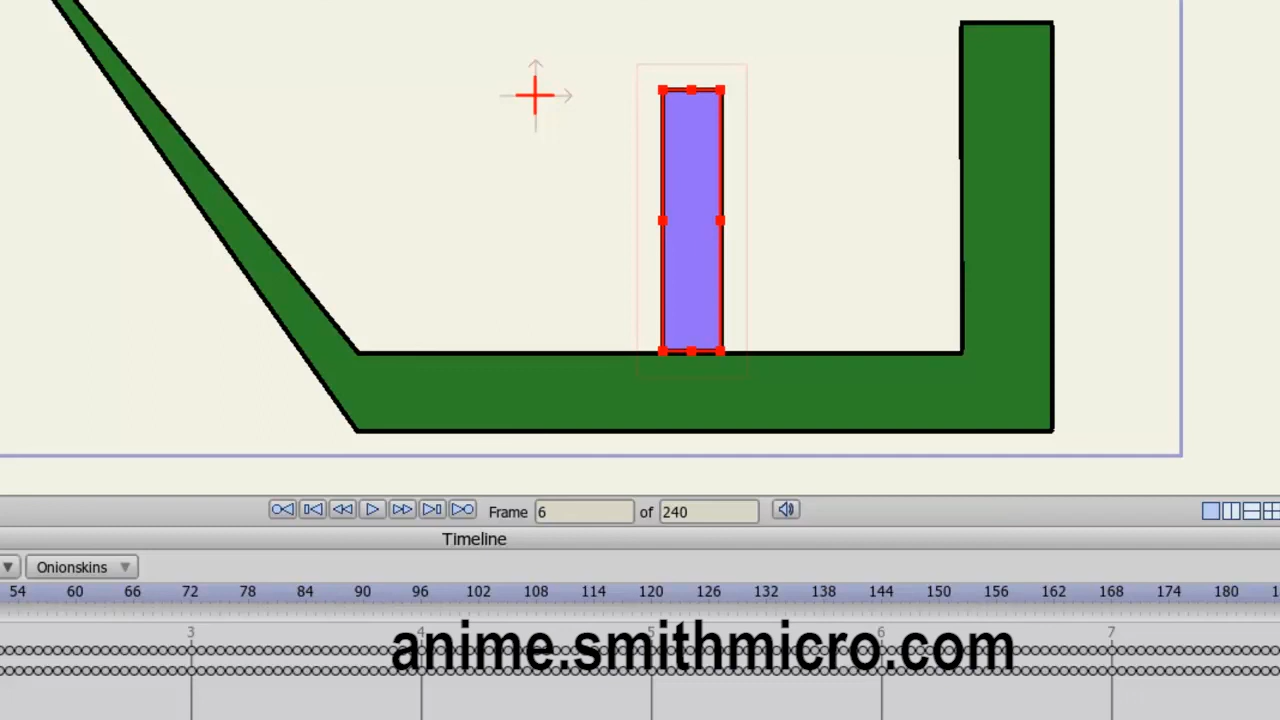 Frame 6 of 240
Timeline
Onionskins
54 60 66 72 78 84 90 96 102 108 114 120 126 132 138 144 150 156 162 168 174 180
3 4 5 6 7
anime.smithmicro.com